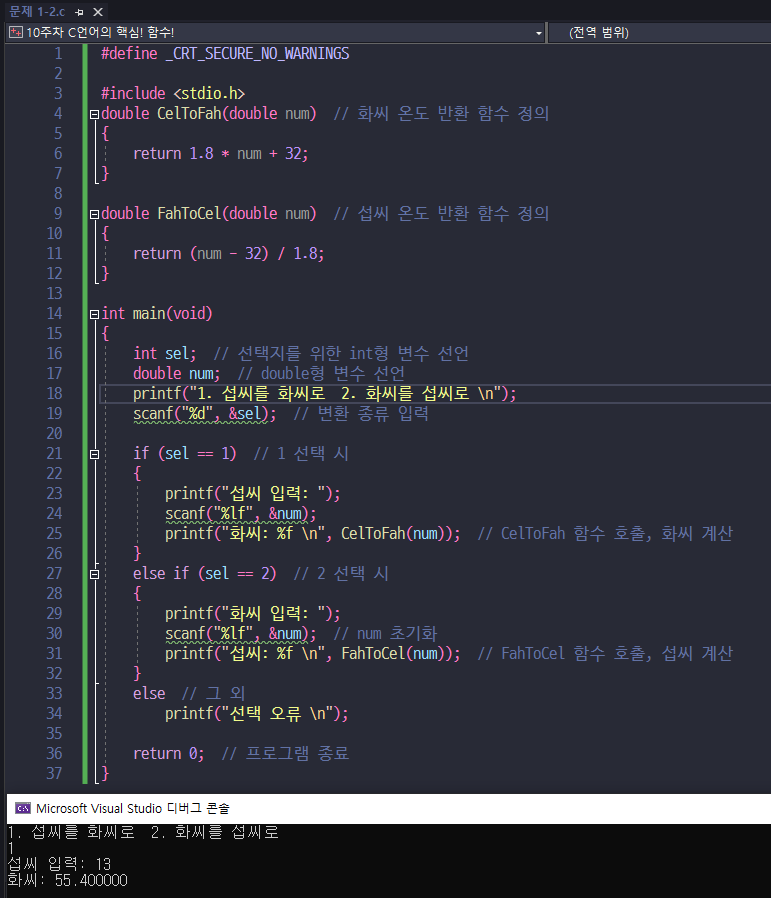 문제 1-2.c
10주차 C언어의 핵심! 함수!
(전역 범위)
1 #define _CRT_SECURE_NO_WARNINGS
2
3 #include <stdio.h>
4 double CelToFah(double num) // 화씨 온도 반환 함수 정의
5 {
6 return 1.8 * num + 32;
7 }
8
9 double FahToCel(double num) // 섭씨 온도 반환 함수 정의
10 {
11 return (num - 32) / 1.8;
12 }
13
14 int main(void)
15 {
16 int sel; // 선택지를 위한 int형 변수 선언
17 double num; // double형 변수 선언
18 printf("1. 섭씨를 화씨로  2. 화씨를 섭씨로 \n");
19 scanf("%d", &sel); // 변환 종류 입력
20
21 if (sel == 1) // 1 선택 시
22 {
23 printf("섭씨 입력: ");
24 scanf("%lf", &num);
25 printf("화씨: %f \n", CelToFah(num)); // CelToFah 함수 호출, 화씨 계산
26 }
27 else if (sel == 2) // 2 선택 시
28 {
29 printf("화씨 입력: ");
30 scanf("%lf", &num); // num 초기화
31 printf("섭씨: %f \n", FahToCel(num)); // FahToCel 함수 호출, 섭씨 계산
32 }
33 else // 그 외
34 printf("선택 오류 \n");
35
36 return 0; // 프로그램 종료
37 }
Microsoft Visual Studio 디버그 콘솔
1. 섭씨를 화씨로  2. 화씨를 섭씨로
1
섭씨 입력: 13
화씨: 55.400000